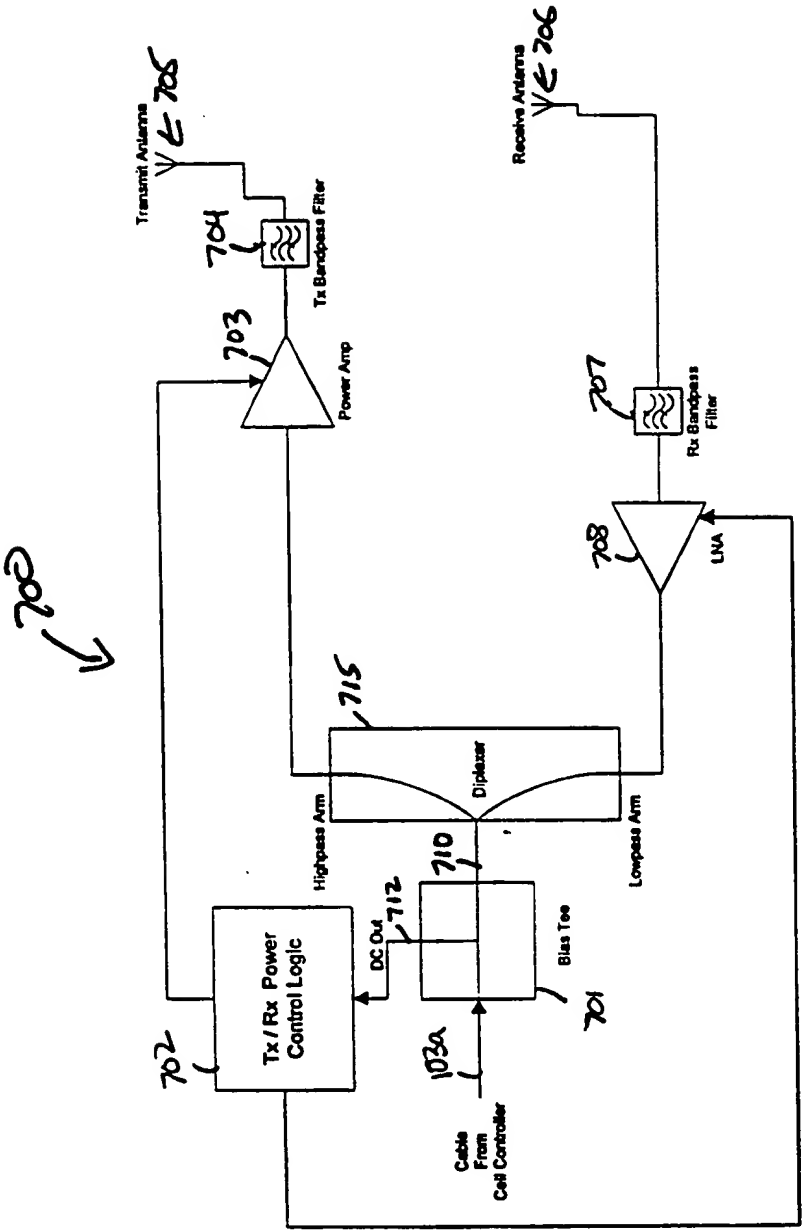 700
Transmit Antenna
705
704
Tx Bandpass Filter
703
Power Amp
702
Tx / Rx Power
Control Logic
Highpass Arm
715
DC Out
712
710
Diplexer
Cable
From
Cell Controller
103a
Bias Tee
701
Lowpass Arm
708
LNA
707
Rx Bandpass
Filter
Receive Antenna
706